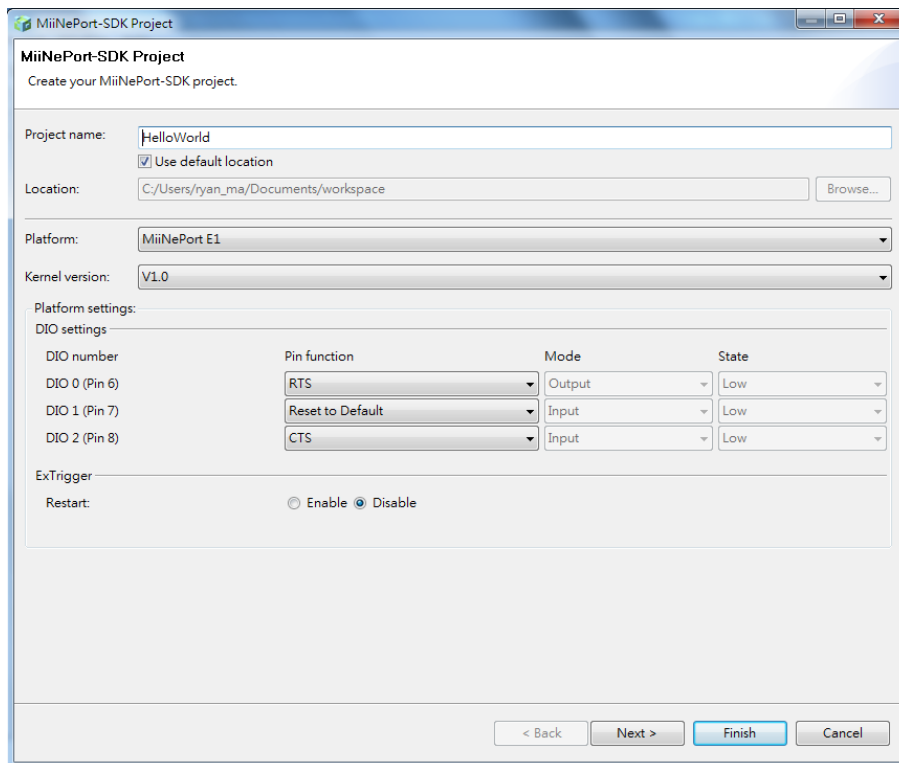 MiiNePort-SDK Project
MiiNePort-SDK Project
Create your MiiNePort-SDK project.
Project name: HelloWorld
Use default location
Location: C:/Users/ryan_ma/Documents/workspace Browse...
Platform: MiiNePort E1
Kernel version: V1.0
Platform settings:
DIO settings
DIO number Pin function Mode State
DIO 0 (Pin 6) RTS Output Low
DIO 1 (Pin 7) Reset to Default Input Low
DIO 2 (Pin 8) CTS Input Low
ExTrigger
Restart: Enable Disable
< Back Next > Finish Cancel